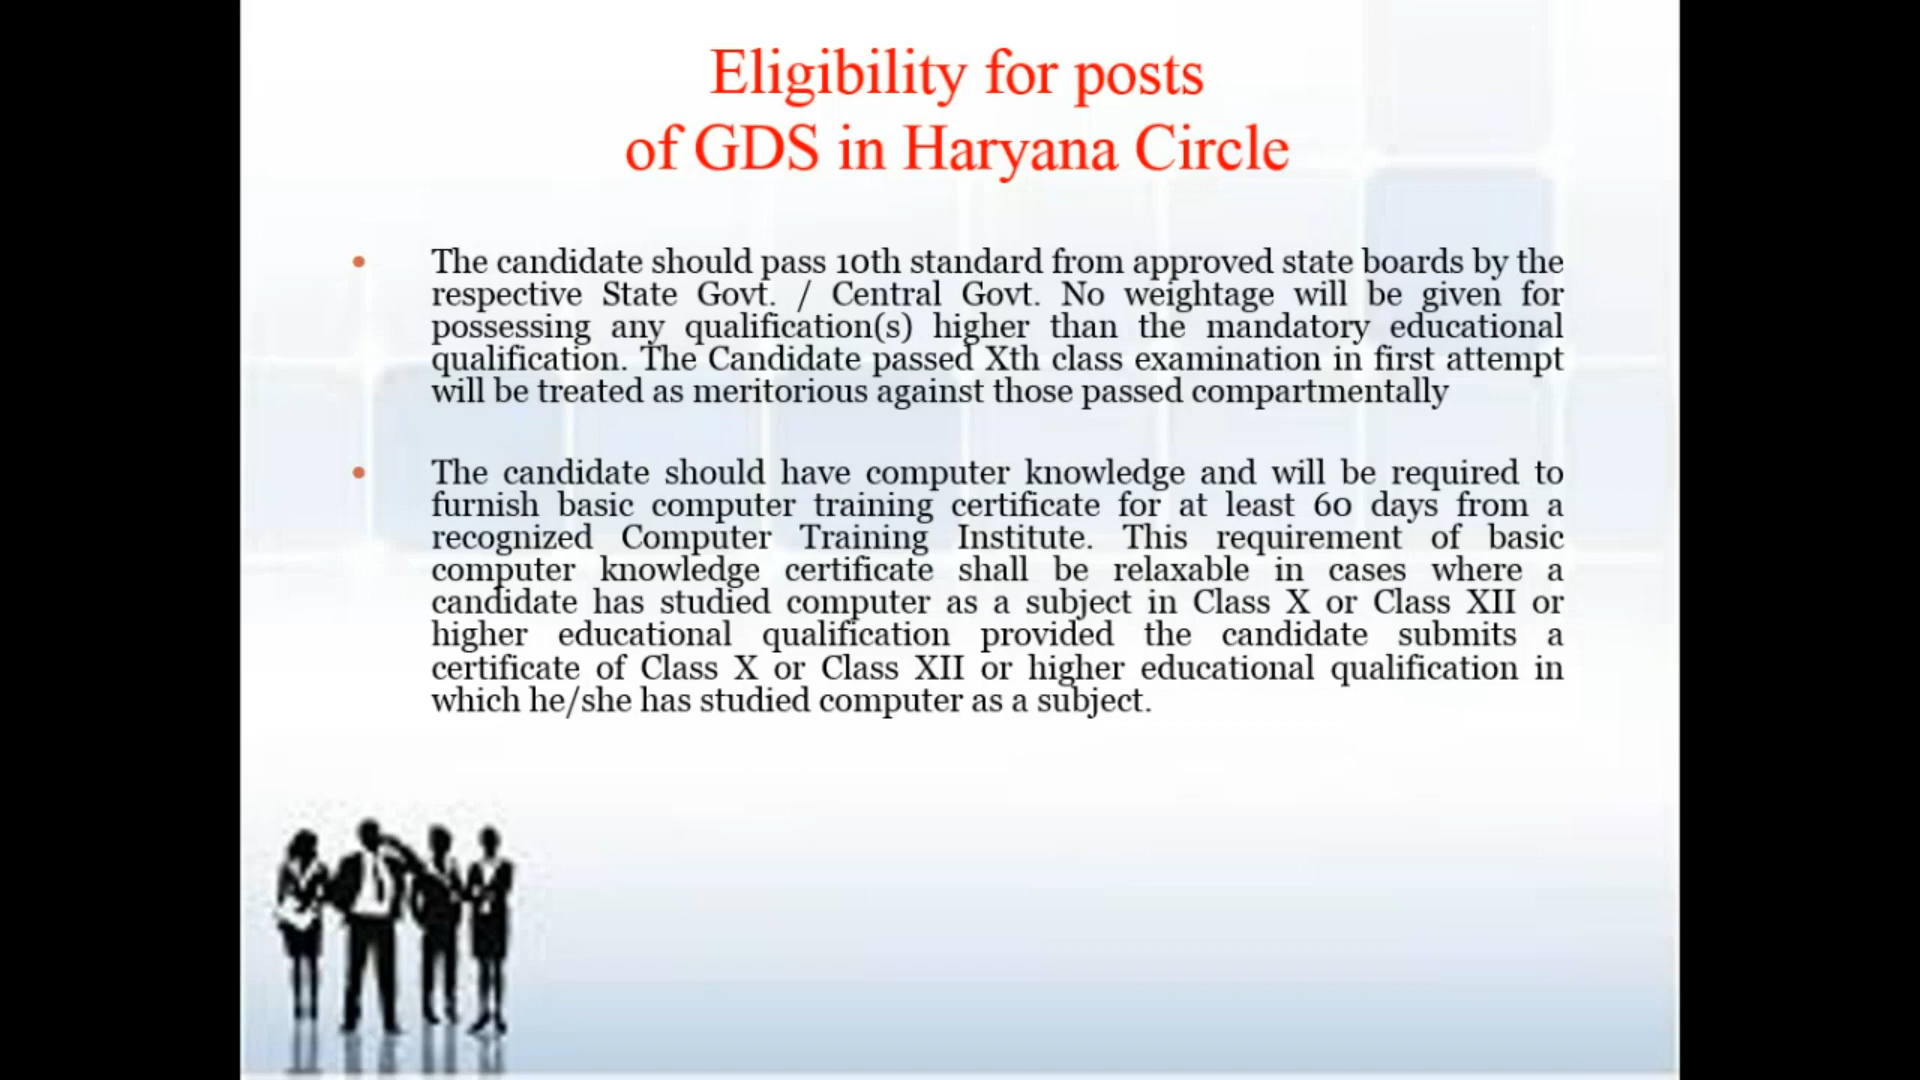 Eligibility for posts
of GDS in Haryana Circle
• The candidate should pass 10th standard from approved state boards by the
respective State Govt. / Central Govt. No weightage will be given for
possessing any qualification(s) higher than the mandatory educational
qualification. The Candidate passed Xth class examination in first attempt
will be treated as meritorious against those passed compartmentally
• The candidate should have computer knowledge and will be required to
furnish basic computer training certificate for at least 60 days from a
recognized Computer Training Institute. This requirement of basic
computer knowledge certificate shall be relaxable in cases where a
candidate has studied computer as a subject in Class X or Class XII or
higher educational qualification provided the candidate submits a
certificate of Class X or Class XII or higher educational qualification in
which he/she has studied computer as a subject.